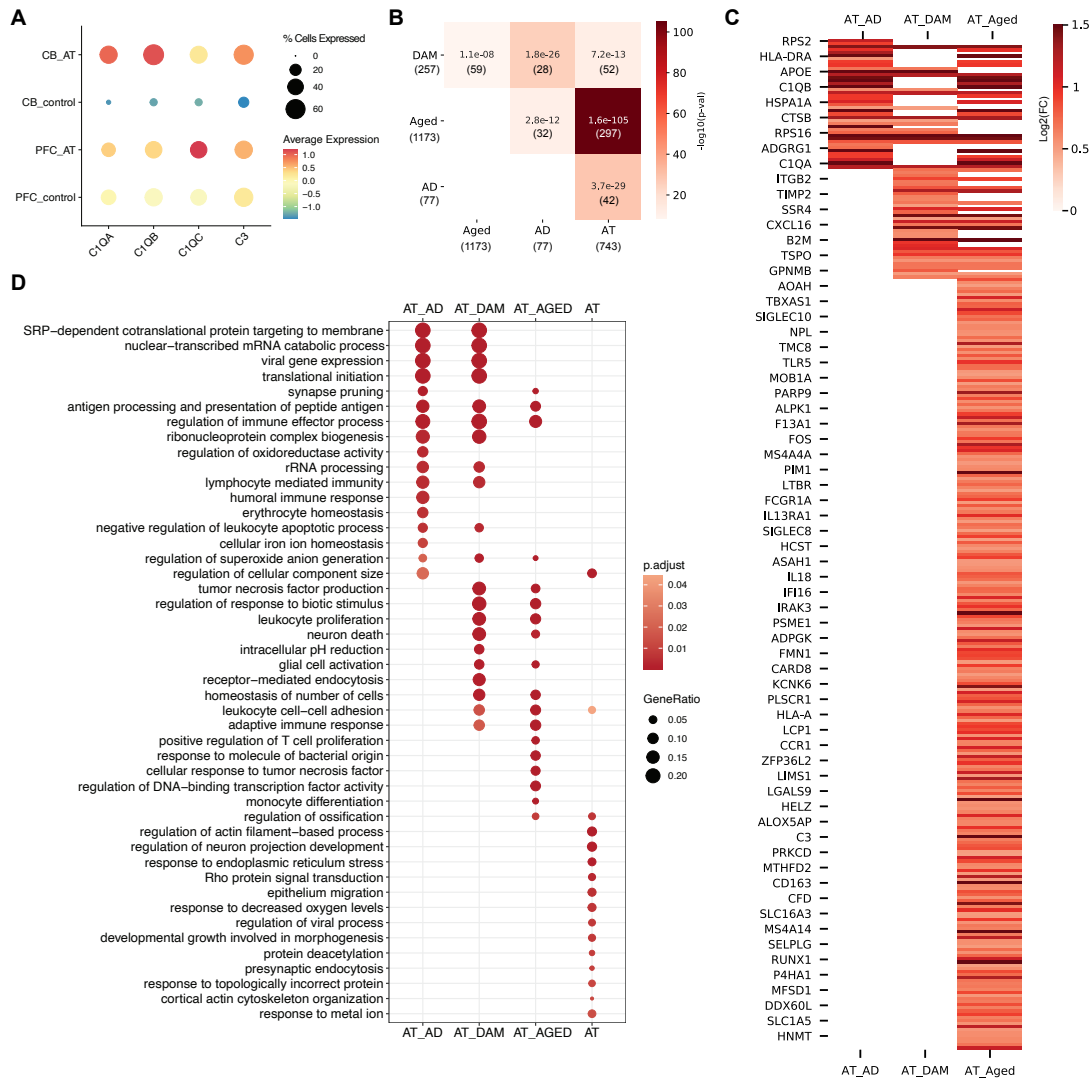 A
CB_AT
CB_control
PFC_AT
PFC_control
C1QA
C1QB
C1QC
C3
% Cells Expressed
0
20
40
60
Average Expression
1.0
0.5
0.0
-0.5
-1.0
B
DAM
(257)
Aged
(1173)
AD
(77)
1.1e-08
(59)
1.8e-26
(28)
7.2e-13
(52)
2.8e-12
(32)
1.6e-105
(297)
3.7e-29
(42)
Aged
(1173)
AD
(77)
AT
(743)
100
80
60
40
20
-log10(p-val)
C
AT_AD
AT_DAM
AT_Aged
RPS2
HLA-DRA
APOE
C1QB
HSPA1A
CTSB
RPS16
ADGRG1
C1QA
ITGB2
TIMP2
SSR4
CXCL16
B2M
TSPO
GPNMB
AOAH
TBXAS1
SIGLEC10
NPL
TMC8
TLR5
MOB1A
PARP9
ALPK1
F13A1
FOS
MS4A4A
PIM1
LTBR
FCGR1A
IL13RA1
SIGLEC8
HCST
ASAH1
IL18
IFI16
IRAK3
PSME1
ADPGK
FMN1
CARD8
KCNK6
PLSCR1
HLA-A
LCP1
CCR1
ZFP36L2
LIMS1
LGALS9
HELZ
ALOX5AP
C3
PRKCD
MTHFD2
CD163
CFD
SLC16A3
MS4A14
SELPLG
RUNX1
P4HA1
MFSD1
DDX60L
SLC1A5
HNMT
AT_AD
AT_DAM
AT_Aged
1.5
1
0.5
0
Log2(FC)
D
AT_AD
AT_DAM
AT_AGED
AT
SRP−dependent cotranslational protein targeting to membrane
nuclear−transcribed mRNA catabolic process
viral gene expression
translational initiation
synapse pruning
antigen processing and presentation of peptide antigen
regulation of immune effector process
ribonucleoprotein complex biogenesis
regulation of oxidoreductase activity
rRNA processing
lymphocyte mediated immunity
humoral immune response
erythrocyte homeostasis
negative regulation of leukocyte apoptotic process
cellular iron ion homeostasis
regulation of superoxide anion generation
regulation of cellular component size
tumor necrosis factor production
regulation of response to biotic stimulus
leukocyte proliferation
neuron death
intracellular pH reduction
glial cell activation
receptor−mediated endocytosis
homeostasis of number of cells
leukocyte cell−cell adhesion
adaptive immune response
positive regulation of T cell proliferation
response to molecule of bacterial origin
cellular response to tumor necrosis factor
regulation of DNA−binding transcription factor activity
monocyte differentiation
regulation of ossification
regulation of actin filament−based process
regulation of neuron projection development
response to endoplasmic reticulum stress
Rho protein signal transduction
epithelium migration
response to decreased oxygen levels
regulation of viral process
developmental growth involved in morphogenesis
protein deacetylation
presynaptic endocytosis
response to topologically incorrect protein
cortical actin cytoskeleton organization
response to metal ion
AT_AD
AT_DAM
AT_AGED
AT
p.adjust
0.04
0.03
0.02
0.01
GeneRatio
0.05
0.10
0.15
0.20